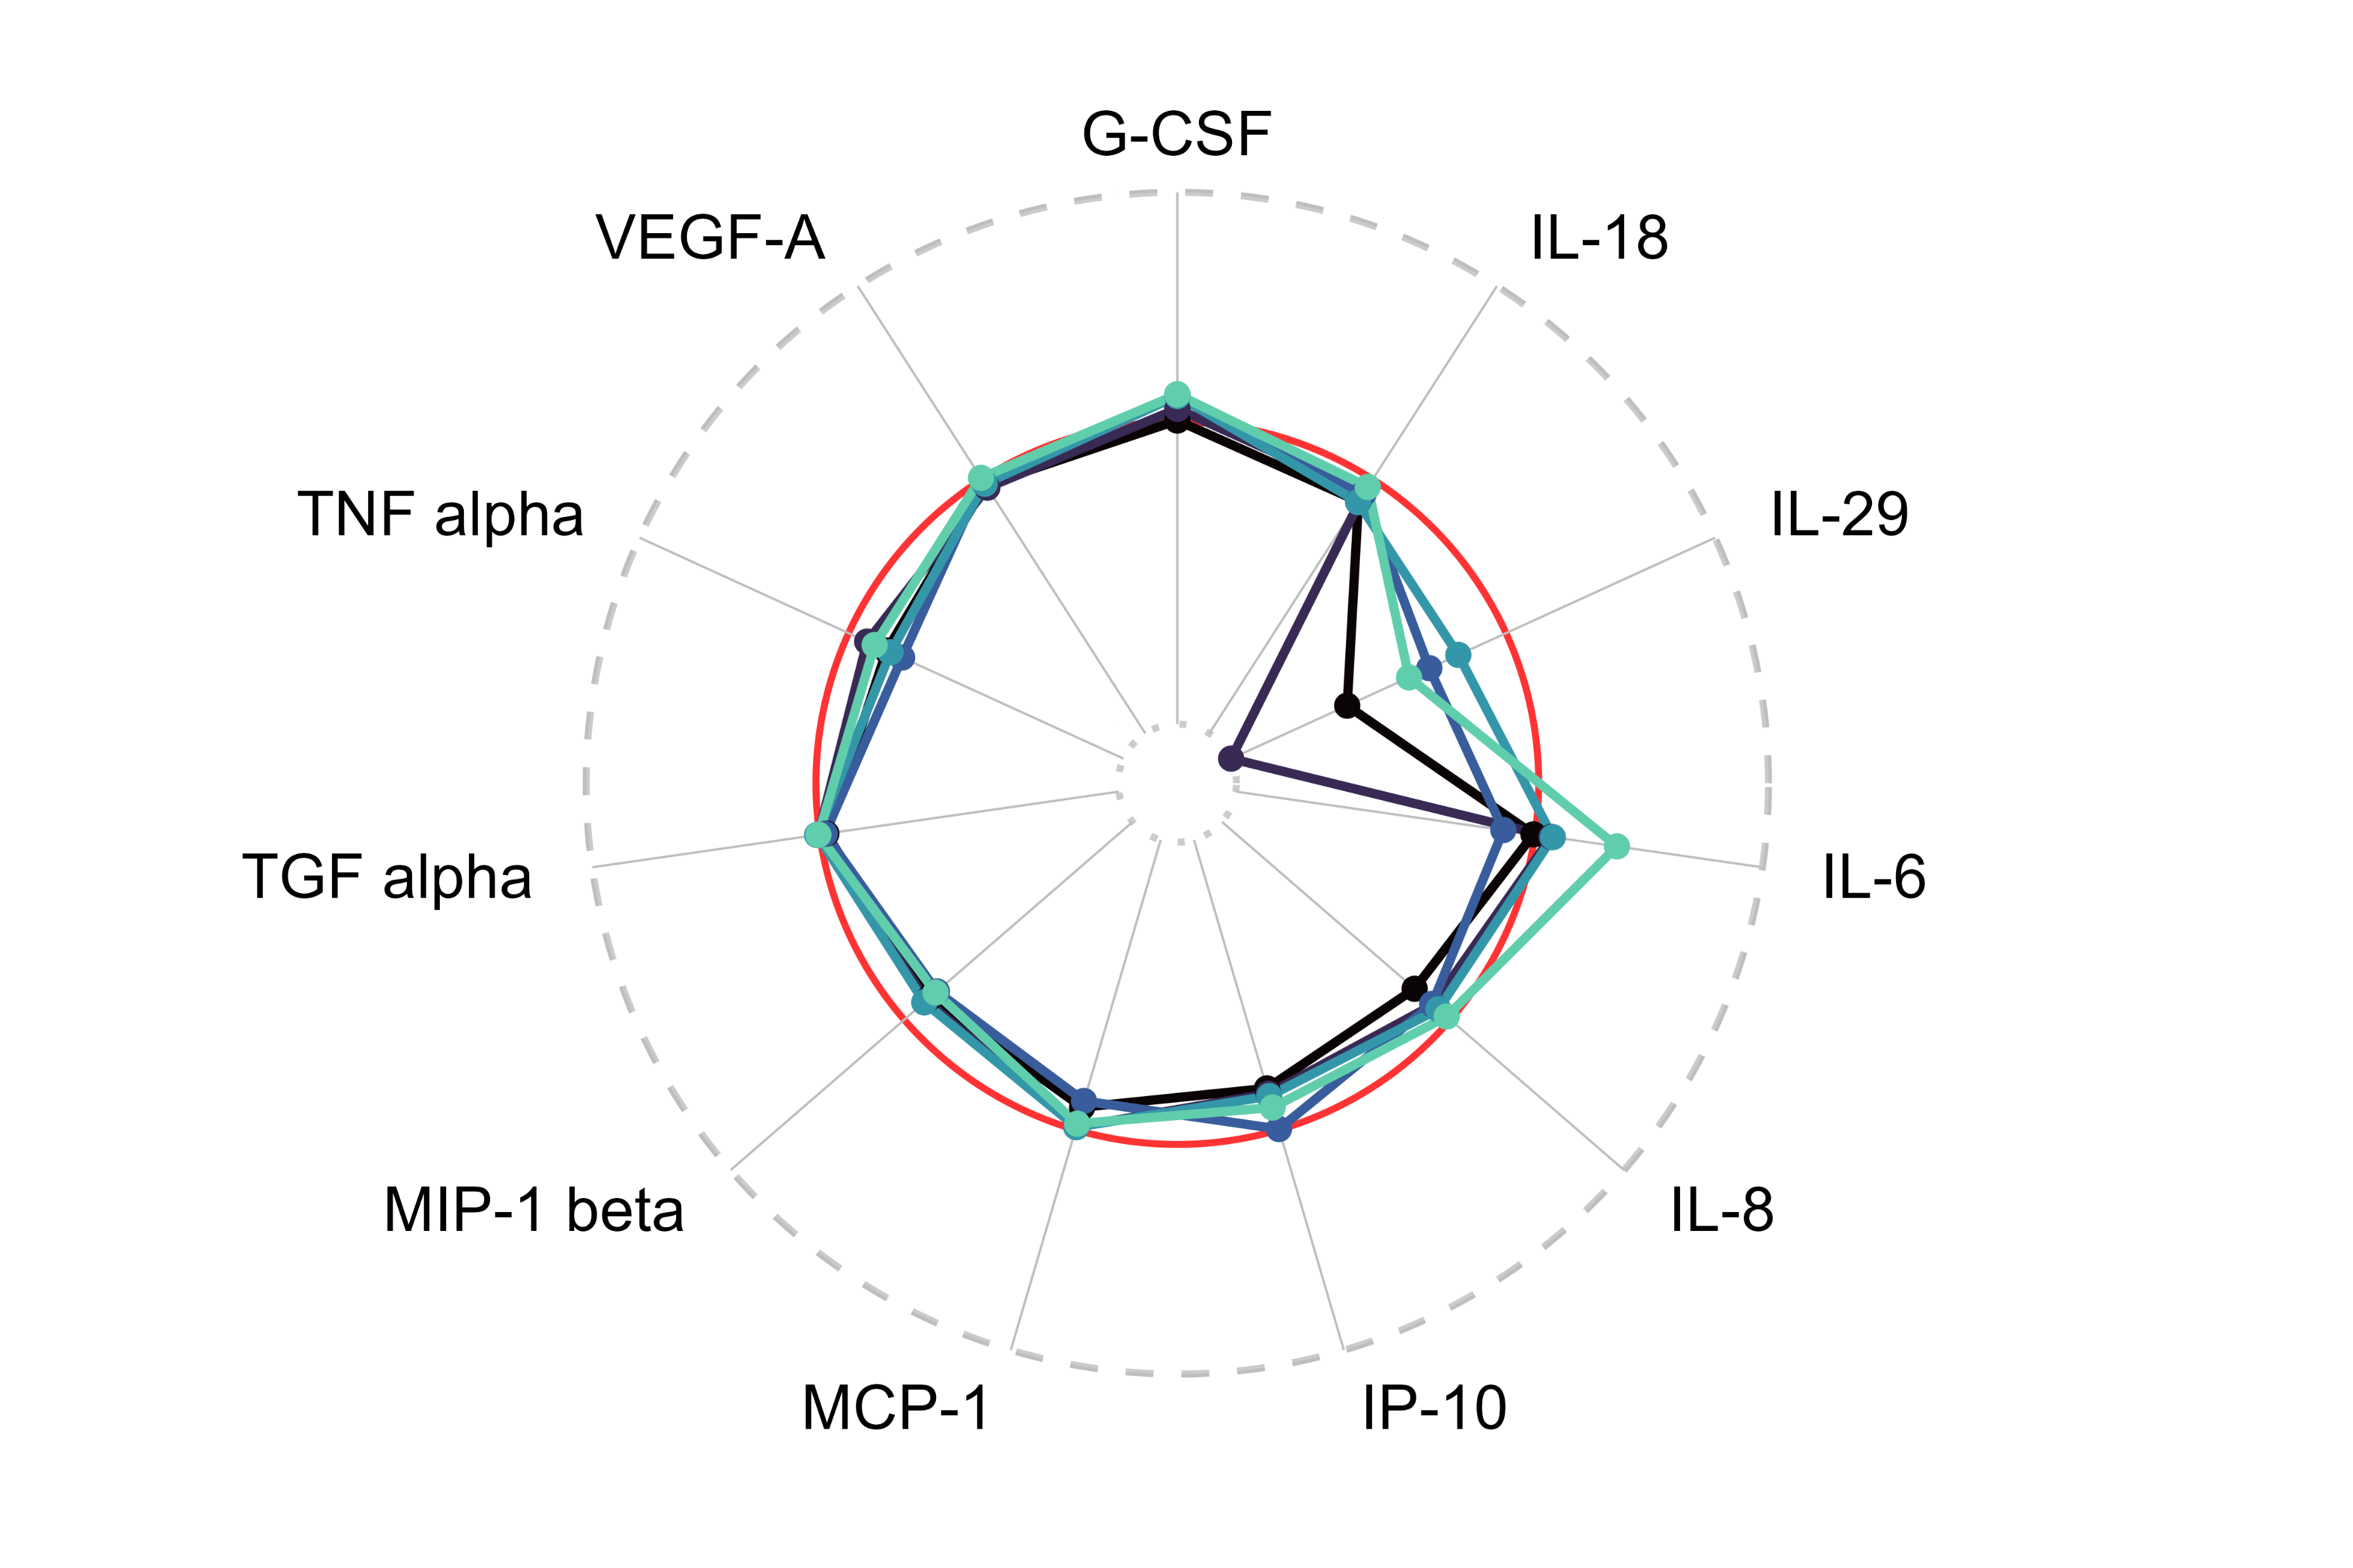 G-CSF
VEGF-A
IL-18
TNF alpha
IL-29
TGF alpha
IL-6
MIP-1 beta
IL-8
MCP-1
IP-10